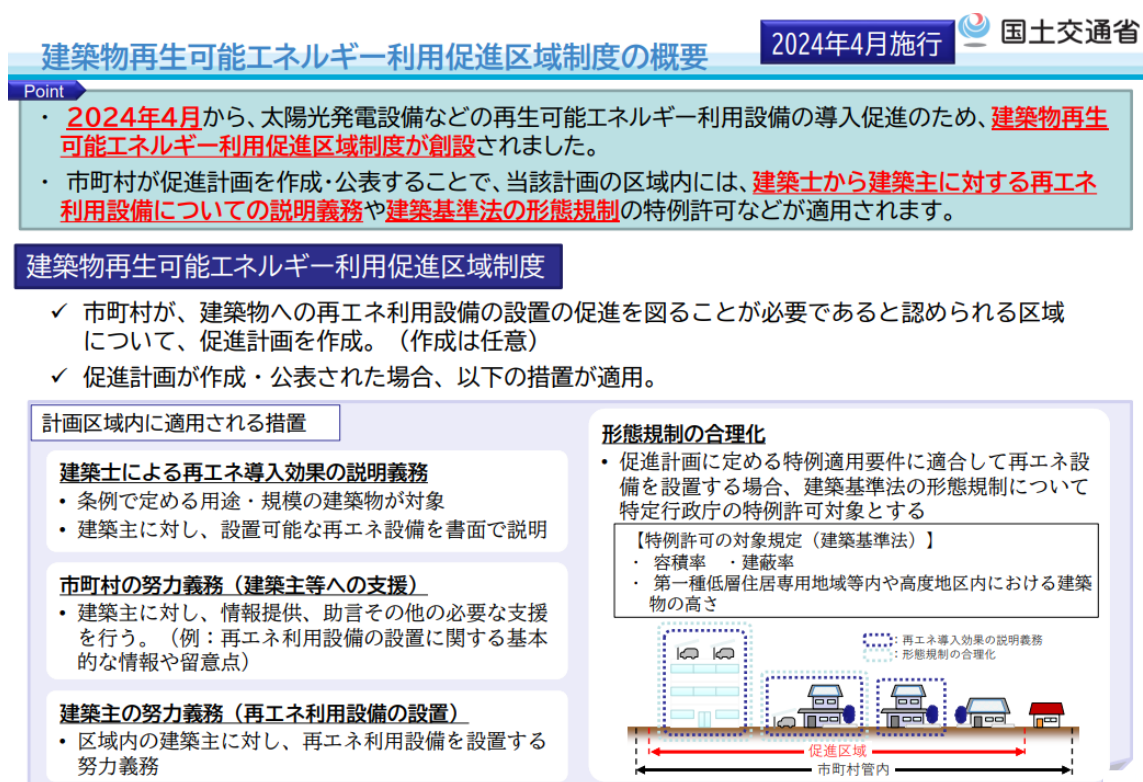 建築物再生可能エネルギー利用促進区域制度の概要
2024年4月施行
国土交通省
Point
・ 2024年4月から、太陽光発電設備などの再生可能エネルギー利用設備の導入促進のため、建築物再生
可能エネルギー利用促進区域制度が創設されました。
・ 市町村が促進計画を作成･公表することで、当該計画の区域内には、建築士から建築主に対する再エネ
利用設備についての説明義務や建築基準法の形態規制の特例許可などが適用されます。
建築物再生可能エネルギー利用促進区域制度
✓ 市町村が、建築物への再エネ利用設備の設置の促進を図ることが必要であると認められる区域
について、促進計画を作成。（作成は任意）
✓ 促進計画が作成・公表された場合、以下の措置が適用。
計画区域内に適用される措置
建築士による再エネ導入効果の説明義務
• 条例で定める用途・規模の建築物が対象
• 建築主に対し、設置可能な再エネ設備を書面で説明
市町村の努力義務（建築主等への支援）
• 建築主に対し、情報提供、助言その他の必要な支援
を行う。（例：再エネ利用設備の設置に関する基本
的な情報や留意点）
建築主の努力義務（再エネ利用設備の設置）
• 区域内の建築主に対し、再エネ利用設備を設置する
努力義務
形態規制の合理化
• 促進計画に定める特例適用要件に適合して再エネ設
備を設置する場合、建築基準法の形態規制について
特定行政庁の特例許可対象とする
【特例許可の対象規定（建築基準法）】
・ 容積率 ・建蔽率
・ 第一種低層住居専用地域等内や高度地区内における建築
物の高さ
：再エネ導入効果の説明義務
：形態規制の合理化
促進区域
市町村管内